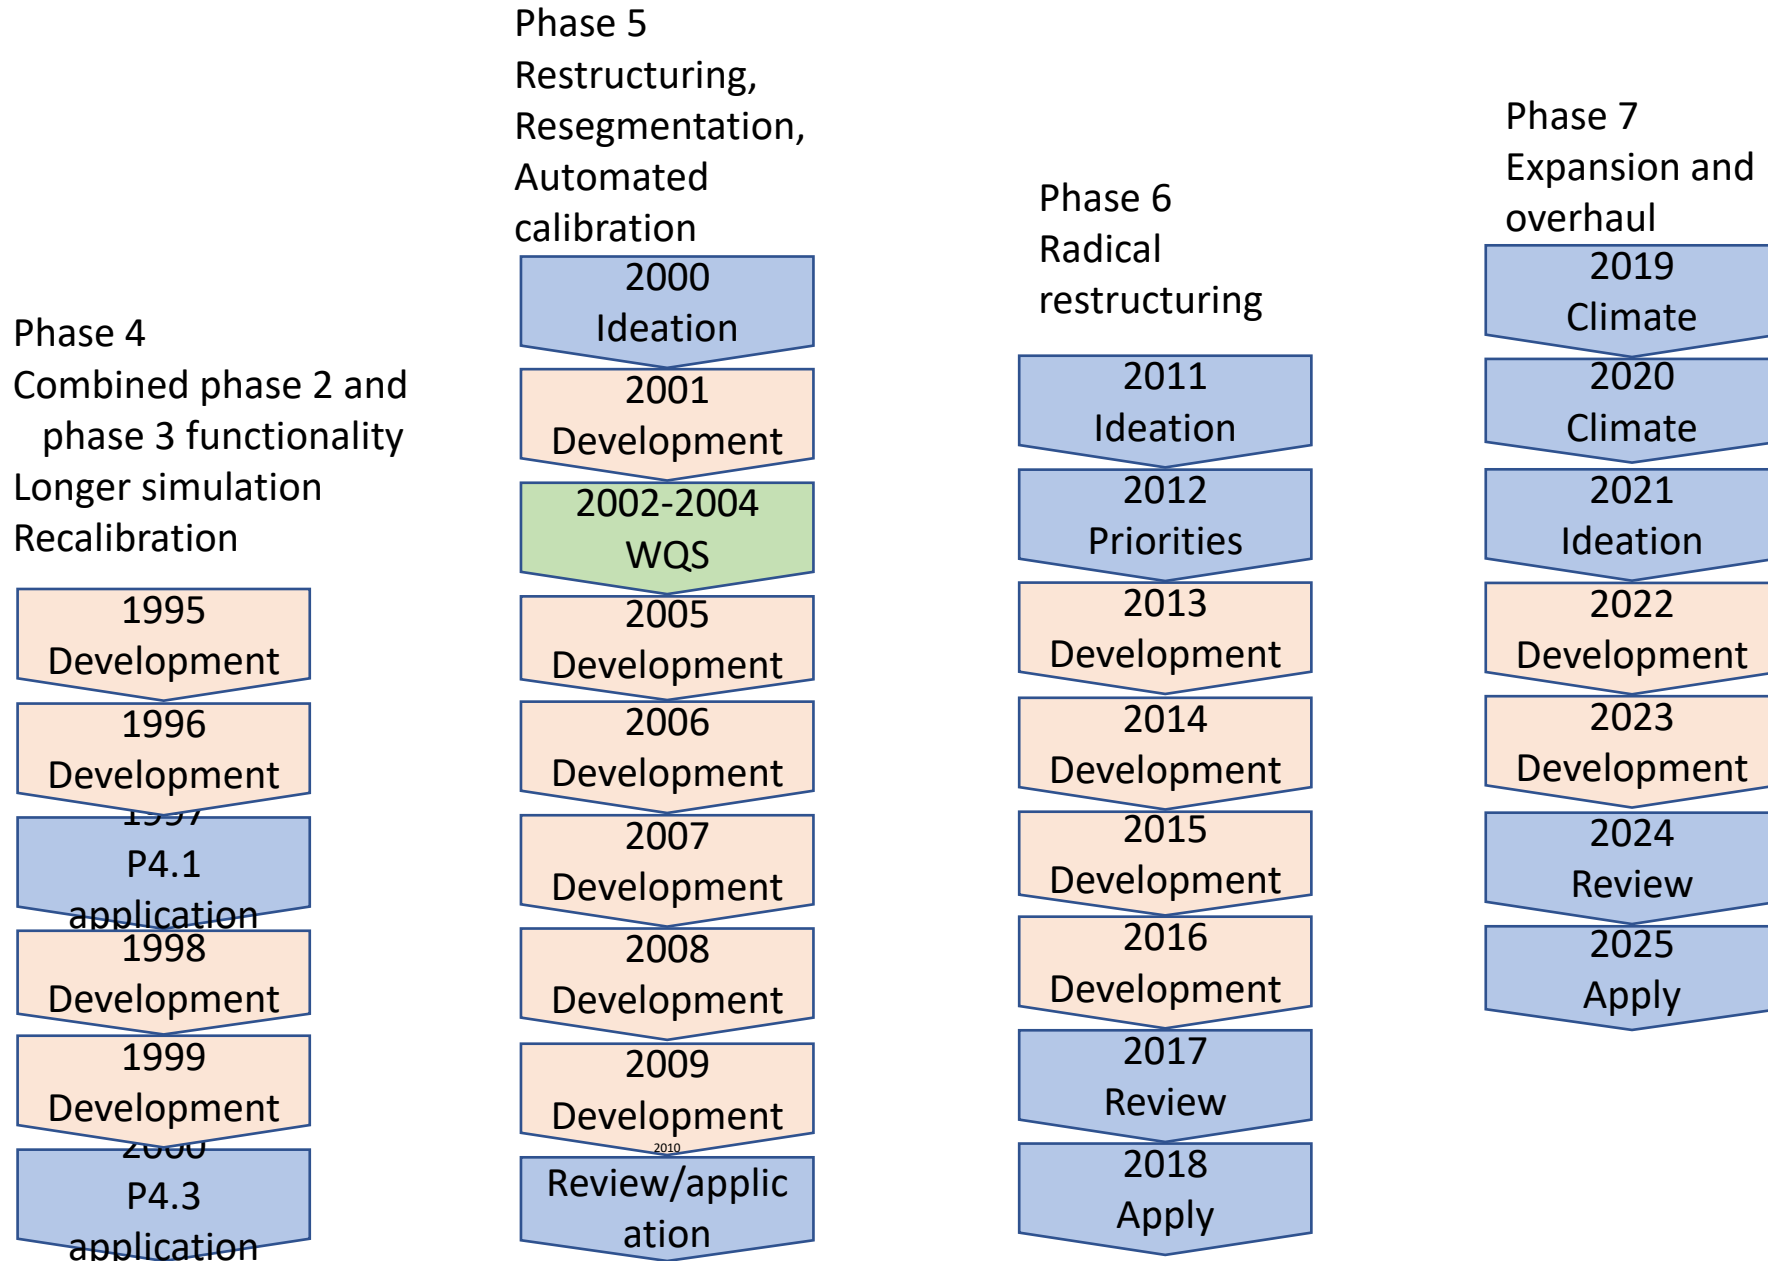 Phase 4
Combined phase 2 and
phase 3 functionality
Longer simulation
Recalibration
1995
Development
1996
Development
1997
P4.1
application
1998
Development
1999
Development
2000
P4.3
application
Phase 5
Restructuring,
Resegmentation,
Automated
calibration
2000
Ideation
2001
Development
2002-2004
WQS
2005
Development
2006
Development
2007
Development
2008
Development
2009
Development
2010
Review/applic
ation
Phase 6
Radical
restructuring
2011
Ideation
2012
Priorities
2013
Development
2014
Development
2015
Development
2016
Development
2017
Review
2018
Apply
Phase 7
Expansion and
overhaul
2019
Climate
2020
Climate
2021
Ideation
2022
Development
2023
Development
2024
Review
2025
Apply